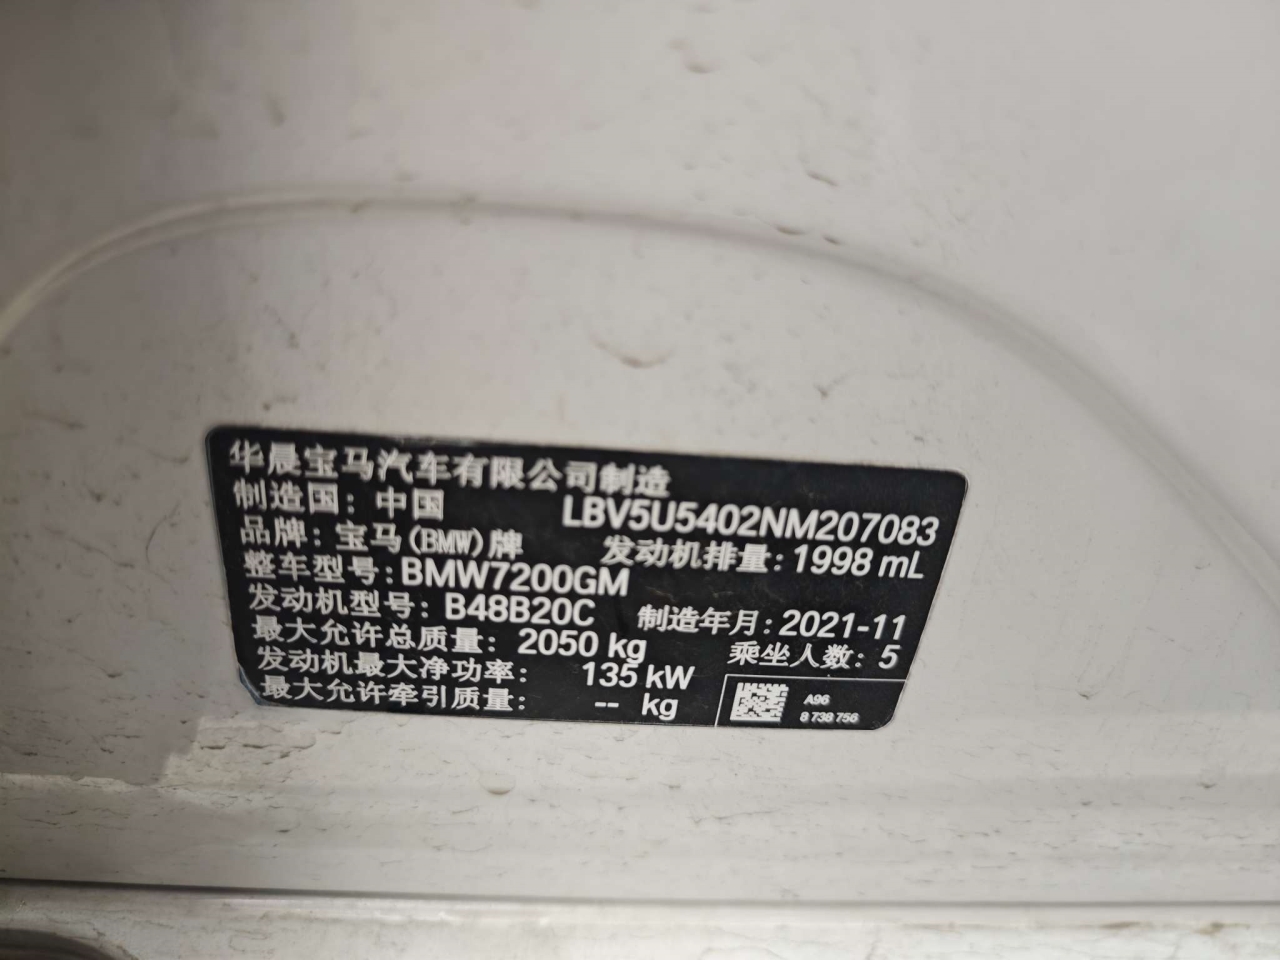 华晨宝马汽车有限公司制造
制造国: 中国 LBV5U5402NM207083
品牌: 宝马(BMW)牌 发动机排量: 1998 mL
整车型号: BMW7200GM
发动机型号: B48B20C 制造年月: 2021-11
最大允许总质量: 2050 kg 乘坐人数: 5
发动机最大净功率: 135 kW
最大允许牵引质量: -- kg
A96
8 738 756